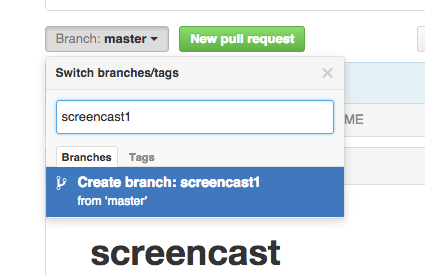 Branch: master
New pull request
Switch branches/tags
screencast1
ME
Branches Tags
Create branch: screencast1
from 'master'
screencast